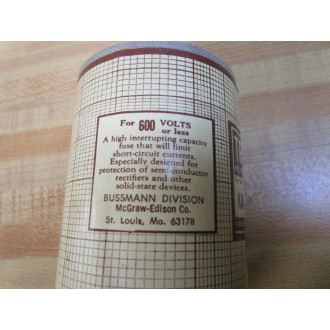 For 600 VOLTS
or less
A high interrupting capacity
fuse that will limit
short-circuit currents.
Especially designed for
protection of semi-conductor
rectifiers and other
solid-state devices.
BUSSMANN DIVISION
McGraw-Edison Co.
St. Louis, Mo. 63178